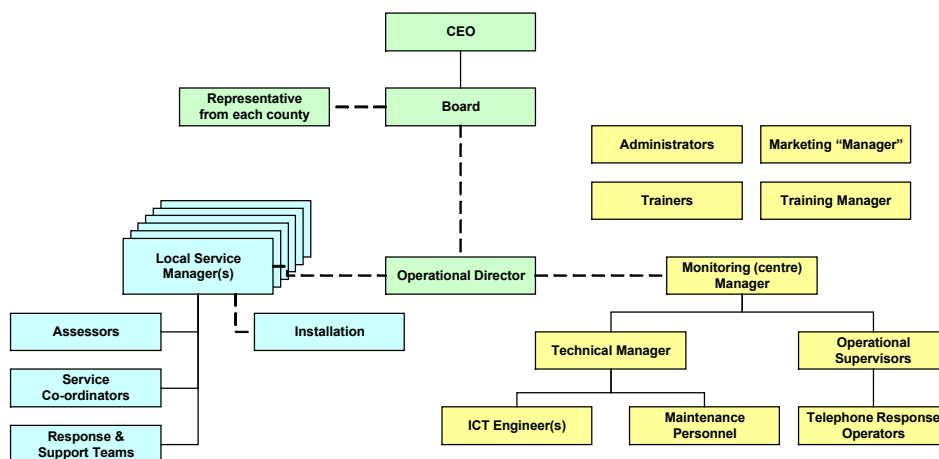 CEO
Representative
from each county
Board
Administrators
Marketing “Manager”
Trainers
Training Manager
Local Service
Manager(s)
Operational Director
Monitoring (centre)
Manager
Assessors
Installation
Technical Manager
Operational
Supervisors
Service
Co-ordinators
ICT Engineer(s)
Maintenance
Personnel
Telephone Response
Operators
Response &
Support Teams